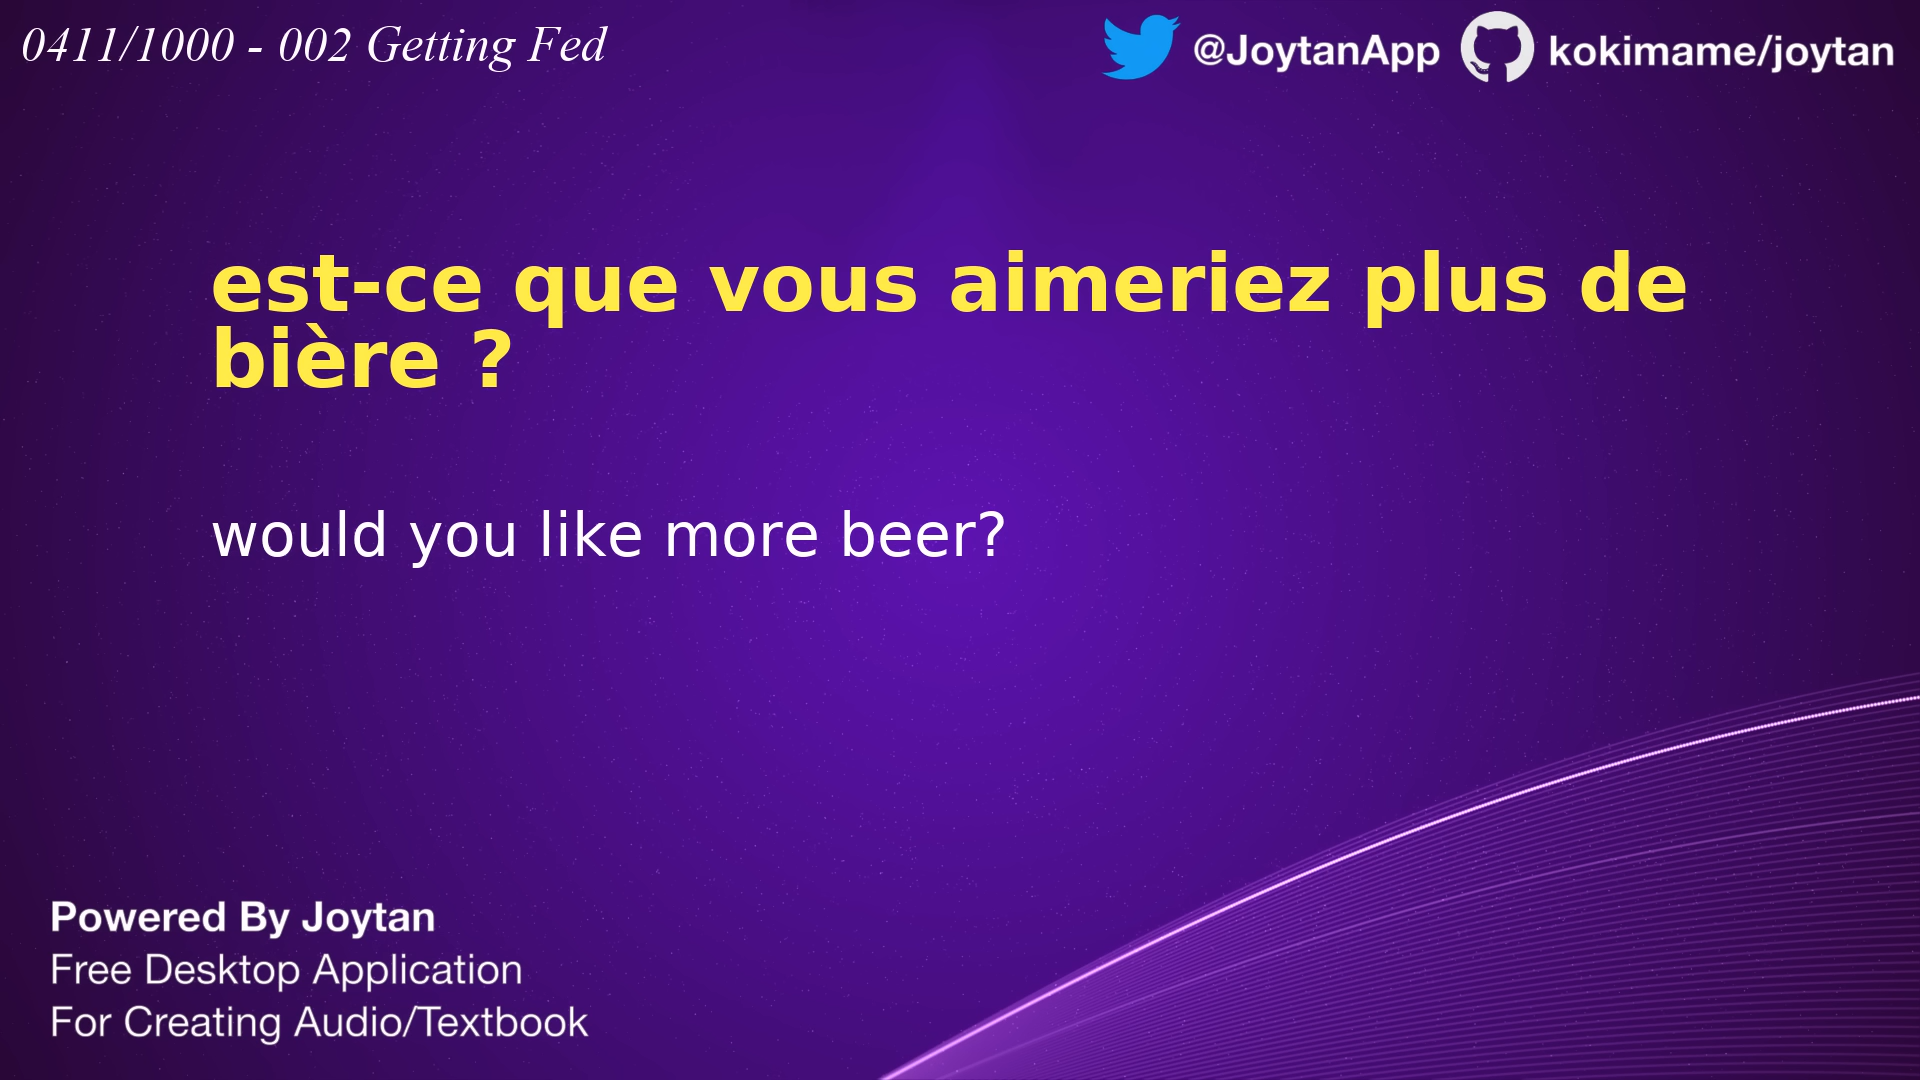 0411/1000 - 002 Getting Fed
@JoytanApp
kokimame/joytan
est-ce que vous aimeriez plus de
bière ?
would you like more beer?
Powered By Joytan
Free Desktop Application
For Creating Audio/Textbook